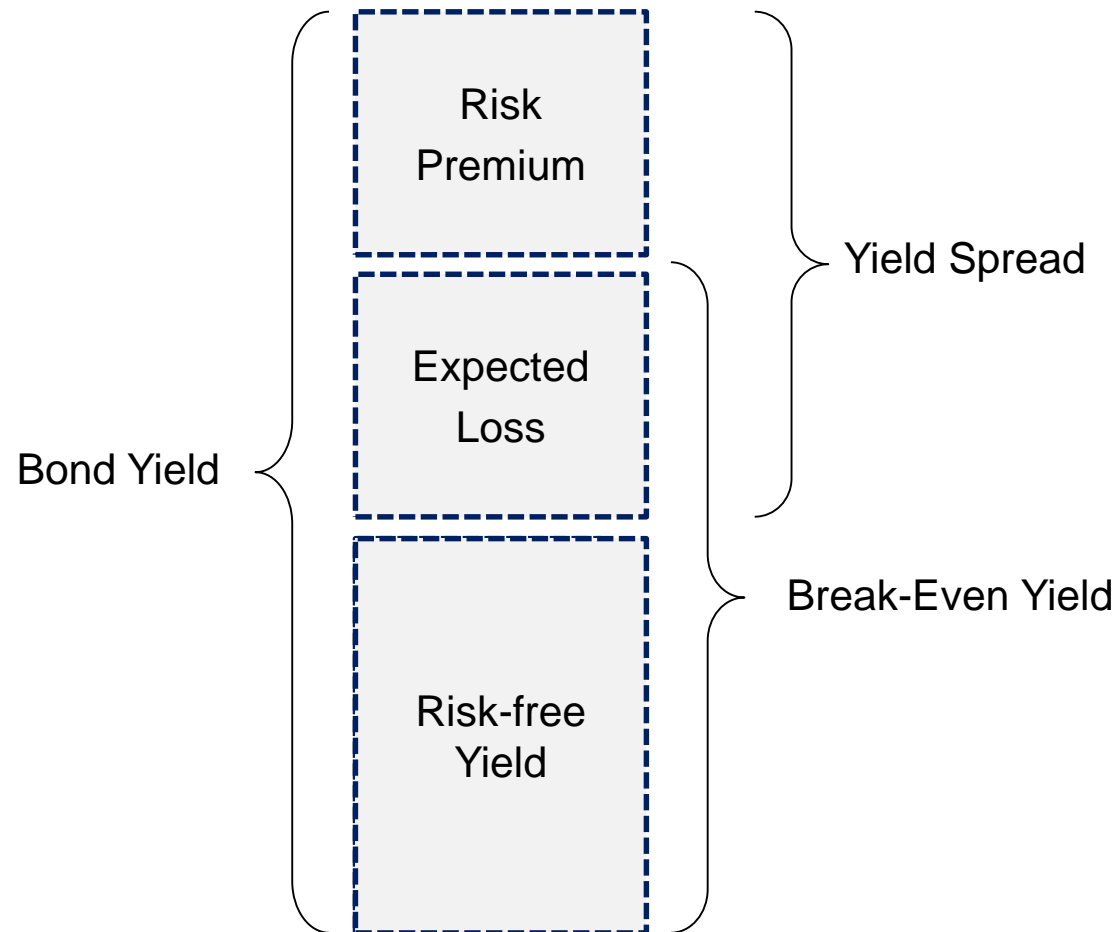 Risk
Premium
Yield Spread
Expected
Loss
Bond Yield
Break-Even Yield
Risk-free
Yield